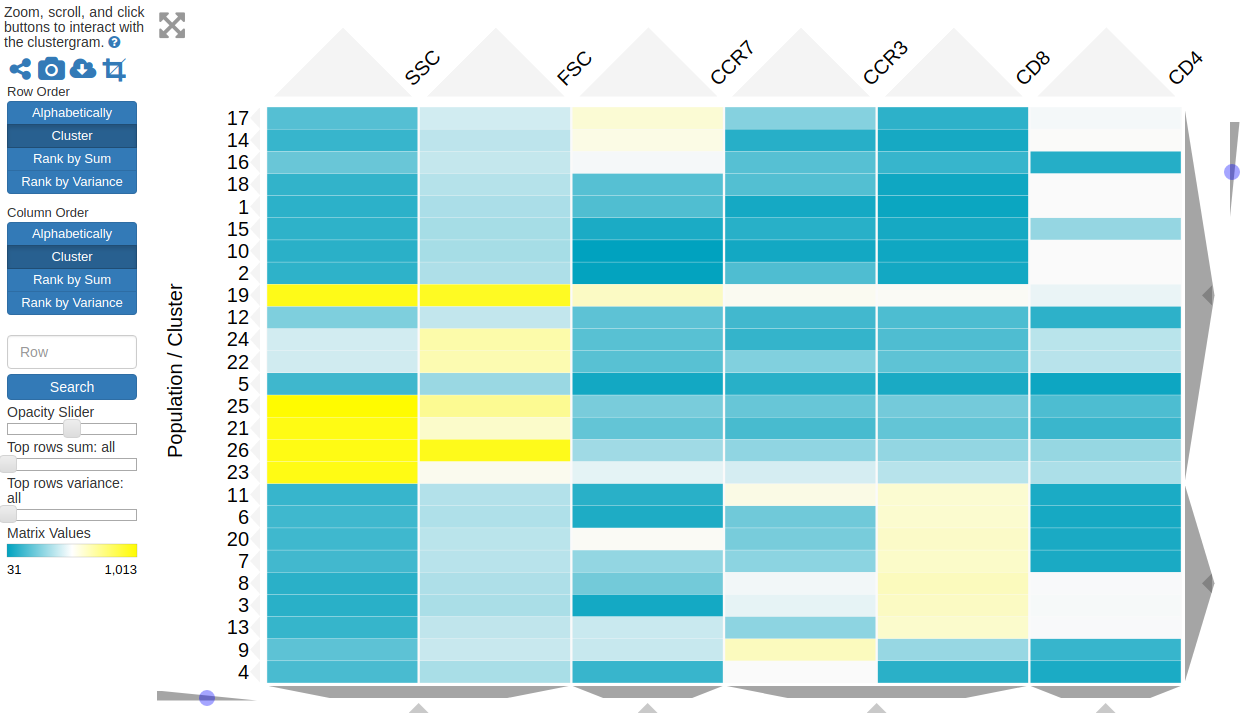 Zoom, scroll, and click
buttons to interact with
the clustergram. ?
Row Order
Alphabetically
Cluster
Rank by Sum
Rank by Variance
Column Order
Alphabetically
Cluster
Rank by Sum
Rank by Variance
Row
Search
Opacity Slider
Top rows sum: all
Top rows variance:
all
Matrix Values
31 1,013
SSC
FSC
CCR7
CCR3
CD8
CD4
Population / Cluster
17
14
16
18
1
15
10
2
19
12
24
22
5
25
21
26
23
11
6
20
7
8
3
13
9
4